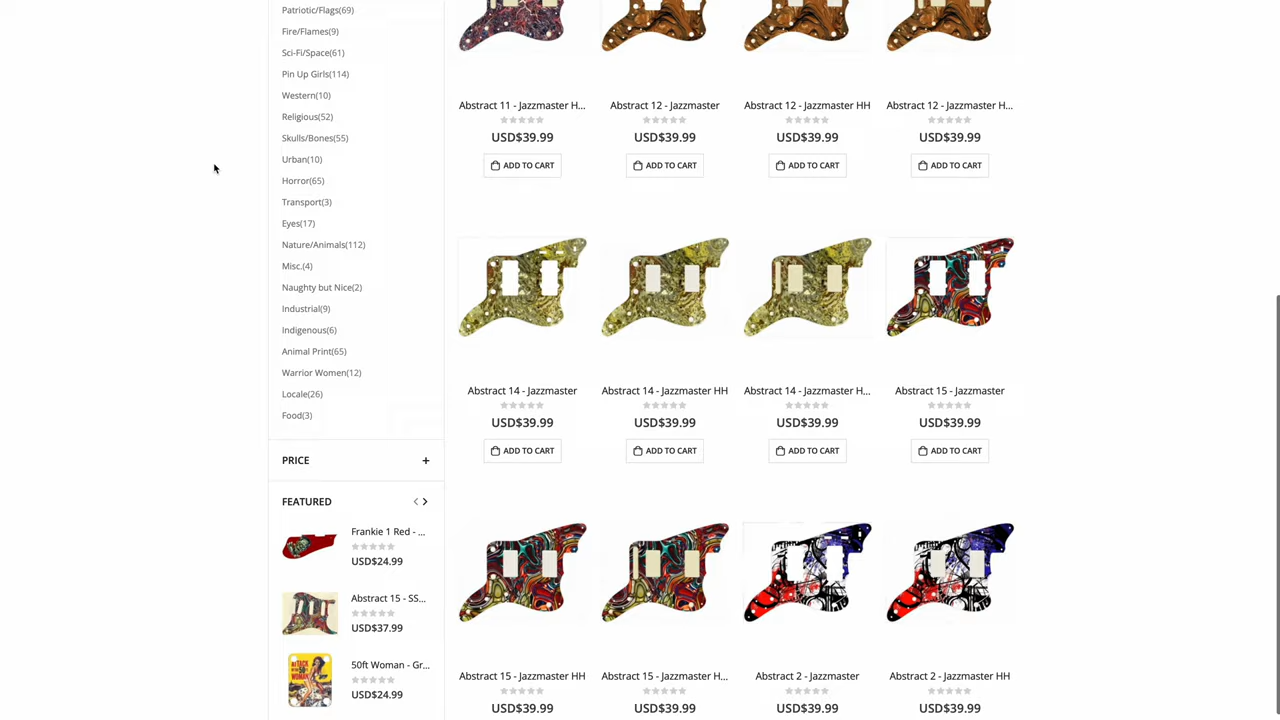 Patriotic/Flags(69)
Fire/Flames(9)
Sci-Fi/Space(61)
Pin Up Girls(114)
Western(10)
Religious(52)
Skulls/Bones(55)
Urban(10)
Horror(65)
Transport(3)
Eyes(17)
Nature/Animals(112)
Misc.(4)
Naughty but Nice(2)
Industrial(9)
Indigenous(6)
Animal Print(65)
Warrior Women(12)
Locale(26)
Food(3)
PRICE +
FEATURED
Frankie 1 Red - ...
USD$24.99
Abstract 15 - SS...
USD$37.99
ATTACK OF THE 50 WOMAN
50ft Woman - Gr...
USD$24.99
Abstract 11 - Jazzmaster H... Abstract 12 - Jazzmaster Abstract 12 - Jazzmaster HH Abstract 12 - Jazzmaster H...
USD$39.99 USD$39.99 USD$39.99 USD$39.99
ADD TO CART ADD TO CART ADD TO CART ADD TO CART
Abstract 14 - Jazzmaster Abstract 14 - Jazzmaster HH Abstract 14 - Jazzmaster H... Abstract 15 - Jazzmaster
USD$39.99 USD$39.99 USD$39.99 USD$39.99
ADD TO CART ADD TO CART ADD TO CART ADD TO CART
Abstract 15 - Jazzmaster HH Abstract 15 - Jazzmaster H... Abstract 2 - Jazzmaster Abstract 2 - Jazzmaster HH
USD$39.99 USD$39.99 USD$39.99 USD$39.99